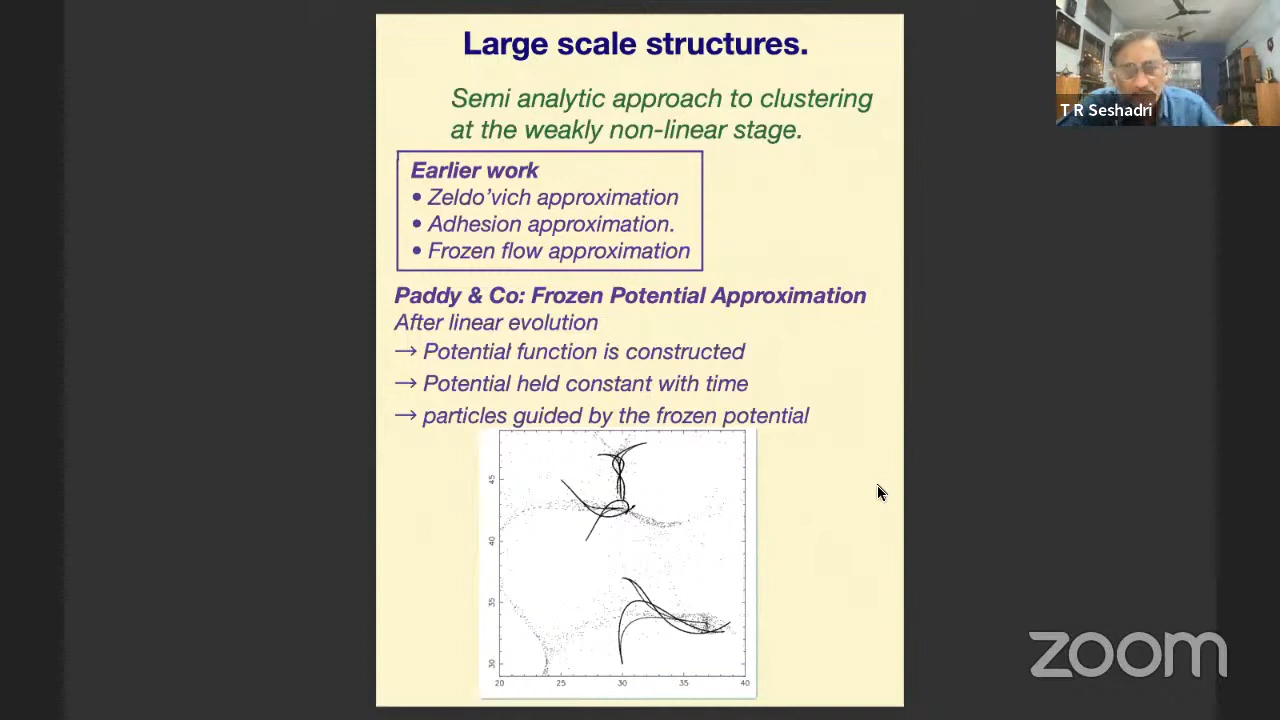 Large scale structures.
Semi analytic approach to clustering
at the weakly non-linear stage.
Earlier work
• Zeldo’vich approximation
• Adhesion approximation.
• Frozen flow approximation
Paddy & Co: Frozen Potential Approximation
After linear evolution
→ Potential function is constructed
→ Potential held constant with time
→ particles guided by the frozen potential
45
40
35
30
20 25 30 35 40
T R Seshadri
zoom